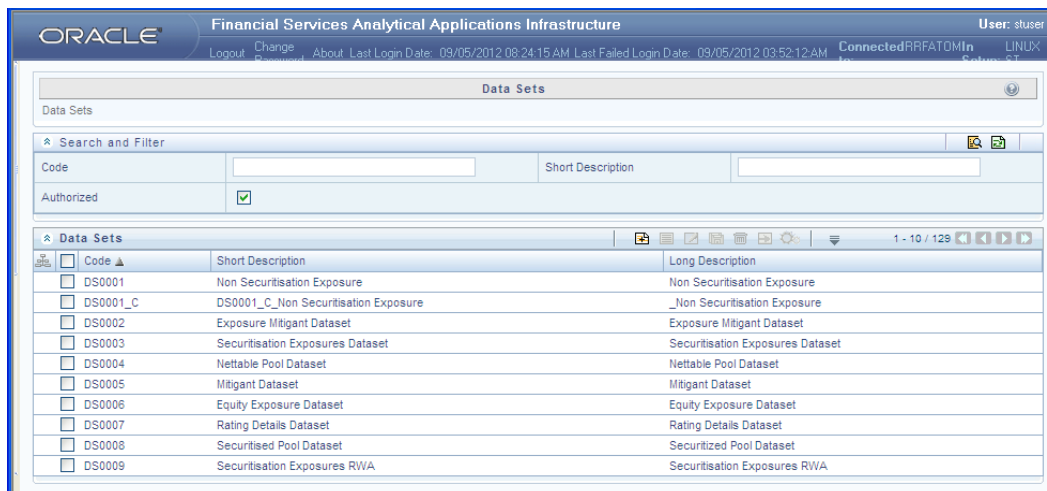 ORACLE
Financial Services Analytical Applications Infrastructure
User: stuser
Logout Change About Last Login Date: 09/05/2012 08:24:15 AM Last Failed Login Date: 09/05/2012 03:52:12:AM Connected RRFATOM In LINUX
Data Sets
Data Sets
Search and Filter
Code Short Description
Authorized
Data Sets 1 - 10 / 129
Code Short Description Long Description
DS0001 Non Securitisation Exposure Non Securitisation Exposure
DS0001_C DS0001_C_Non Securitisation Exposure _Non Securitisation Exposure
DS0002 Exposure Mitigant Dataset Exposure Mitigant Dataset
DS0003 Securitisation Exposures Dataset Securitisation Exposures Dataset
DS0004 Nettable Pool Dataset Nettable Pool Dataset
DS0005 Mitigant Dataset Mitigant Dataset
DS0006 Equity Exposure Dataset Equity Exposure Dataset
DS0007 Rating Details Dataset Rating Details Dataset
DS0008 Securitised Pool Dataset Securitized Pool Dataset
DS0009 Securitisation Exposures RWA Securitisation Exposures RWA